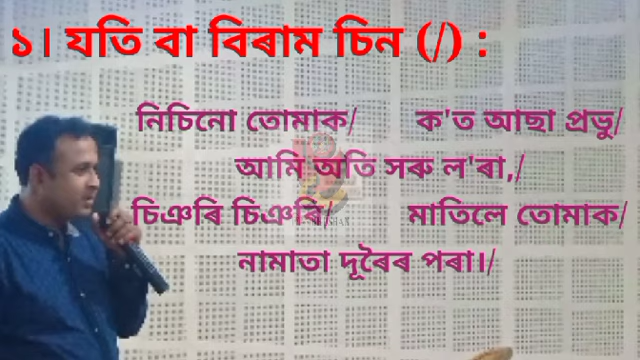 ১। যতি বা বিৰাম চিন (/) :
নিচিনো তোমাক/ ক'ত আছা প্ৰভু/
আমি অতি সৰু ল'ৰা,/
চিঞৰি চিঞৰি/ মাতিলে তোমাক/
নামাতা দূৰৈৰ পৰা।/